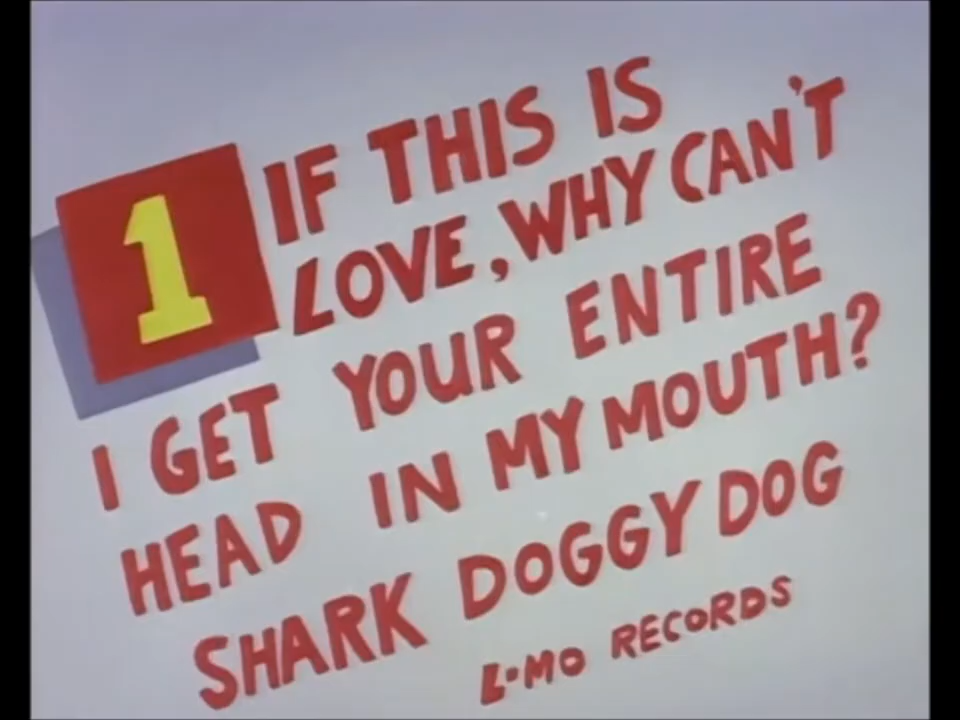 1
IF THIS IS
LOVE, WHY CAN'T
I GET YOUR ENTIRE
HEAD IN MY MOUTH?
SHARK DOGGY DOG
L-MO RECORDS